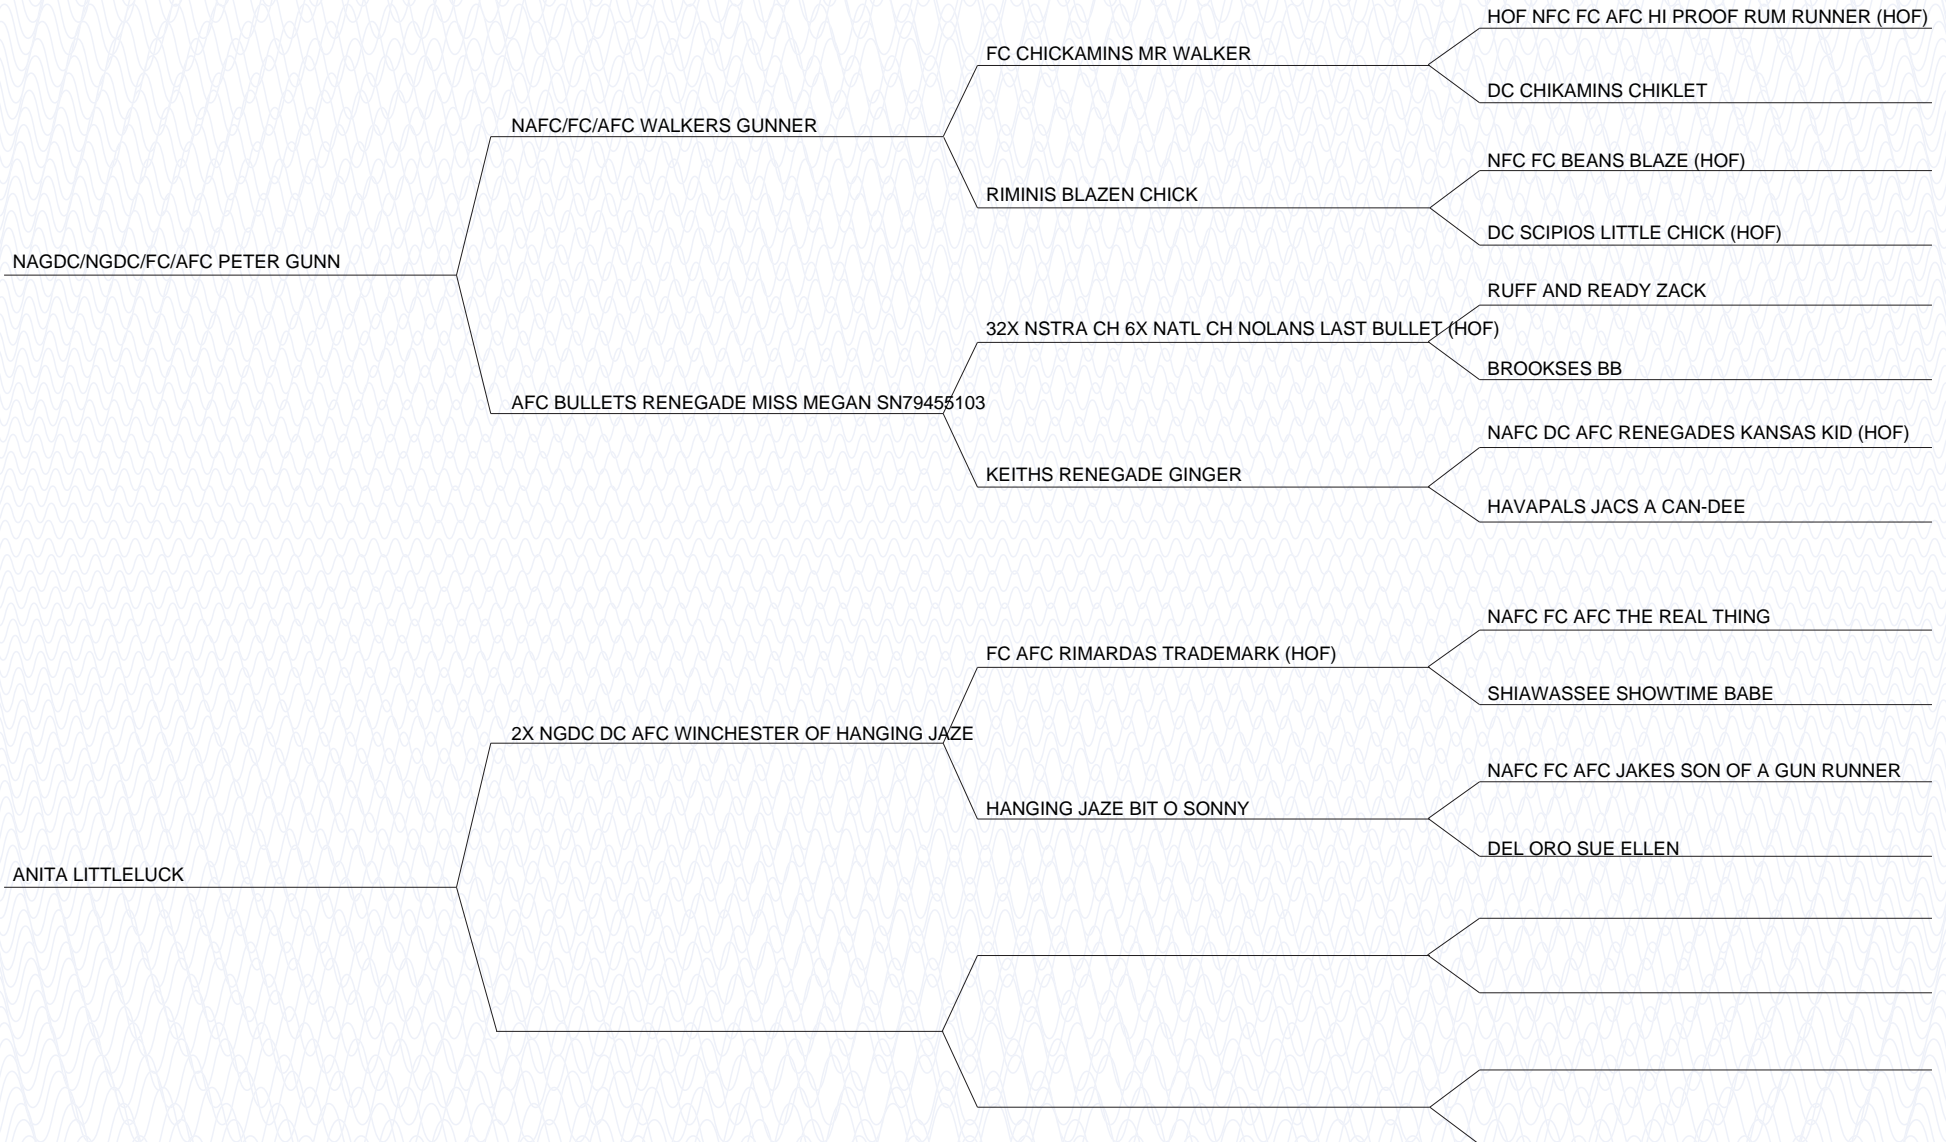 HOF NFC FC AFC HI PROOF RUM RUNNER (HOF)
FC CHICKAMINS MR WALKER
DC CHIKAMINS CHIKLET
NAFC/FC/AFC WALKERS GUNNER
NFC FC BEANS BLAZE (HOF)
RIMINIS BLAZEN CHICK
DC SCIPIOS LITTLE CHICK (HOF)
NAGDC/NGDC/FC/AFC PETER GUNN
RUFF AND READY ZACK
32X NSTRA CH 6X NATL CH NOLANS LAST BULLET (HOF)
BROOKSES BB
AFC BULLETS RENEGADE MISS MEGAN SN79455103
NAFC DC AFC RENEGADES KANSAS KID (HOF)
KEITHS RENEGADE GINGER
HAVAPALS JACS A CAN-DEE
NAFC FC AFC THE REAL THING
FC AFC RIMARDAS TRADEMARK (HOF)
SHIAWASSEE SHOWTIME BABE
2X NGDC DC AFC WINCHESTER OF HANGING JAZE
NAFC FC AFC JAKES SON OF A GUN RUNNER
HANGING JAZE BIT O SONNY
DEL ORO SUE ELLEN
ANITA LITTLELUCK